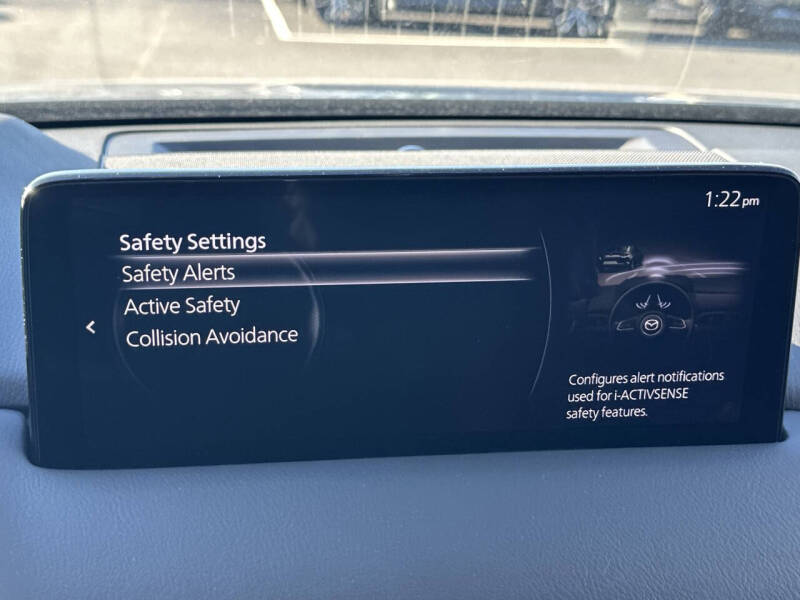 1:22pm
Safety Settings
Safety Alerts
Active Safety
Collision Avoidance
Configures alert notifications
used for i-ACTIVSENSE
safety features.